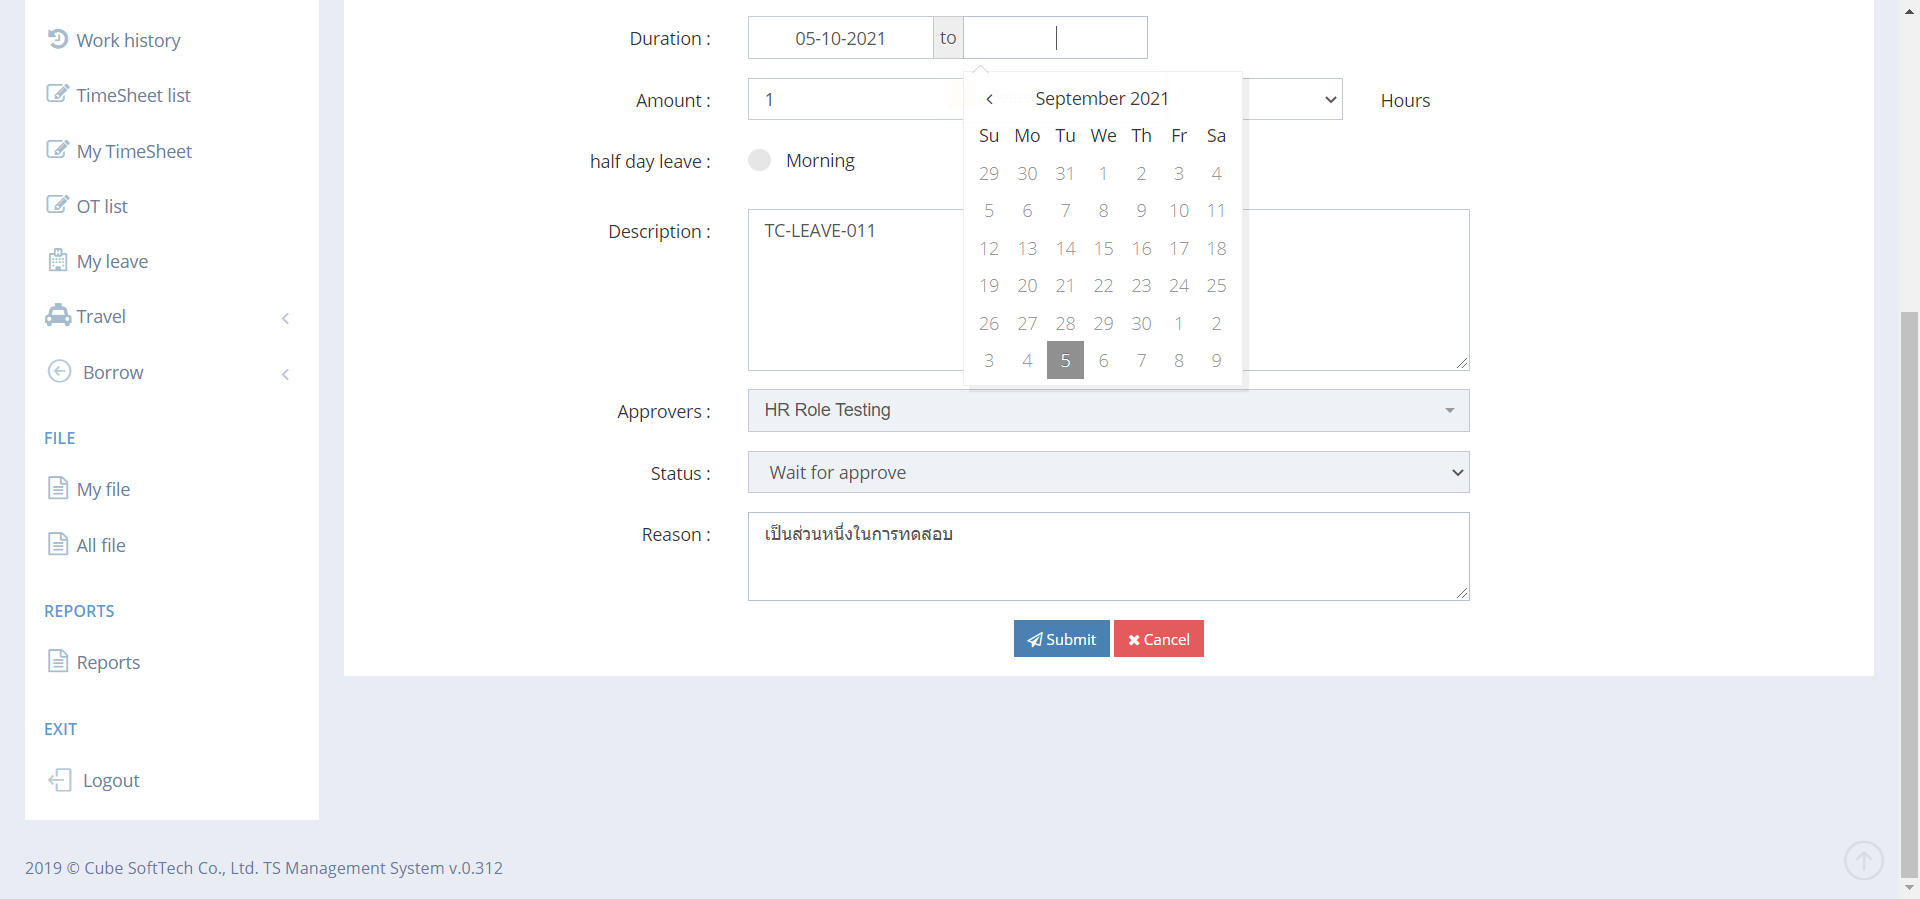 Work history
TimeSheet list
My TimeSheet
OT list
My leave
Travel
Borrow
FILE
My file
All file
REPORTS
Reports
EXIT
Logout
Duration :
05-10-2021 to
Amount :
1
Hours
half day leave :
Morning
Description :
TC-LEAVE-011
September 2021
Su Mo Tu We Th Fr Sa
29 30 31 1 2 3 4
5 6 7 8 9 10 11
12 13 14 15 16 17 18
19 20 21 22 23 24 25
26 27 28 29 30 1 2
3 4 5 6 7 8 9
Approvers :
HR Role Testing
Status :
Wait for approve
Reason :
เป็นส่วนหนึ่งในการทดสอบ
Submit
Cancel
2019 © Cube SoftTech Co., Ltd. TS Management System v.0.312